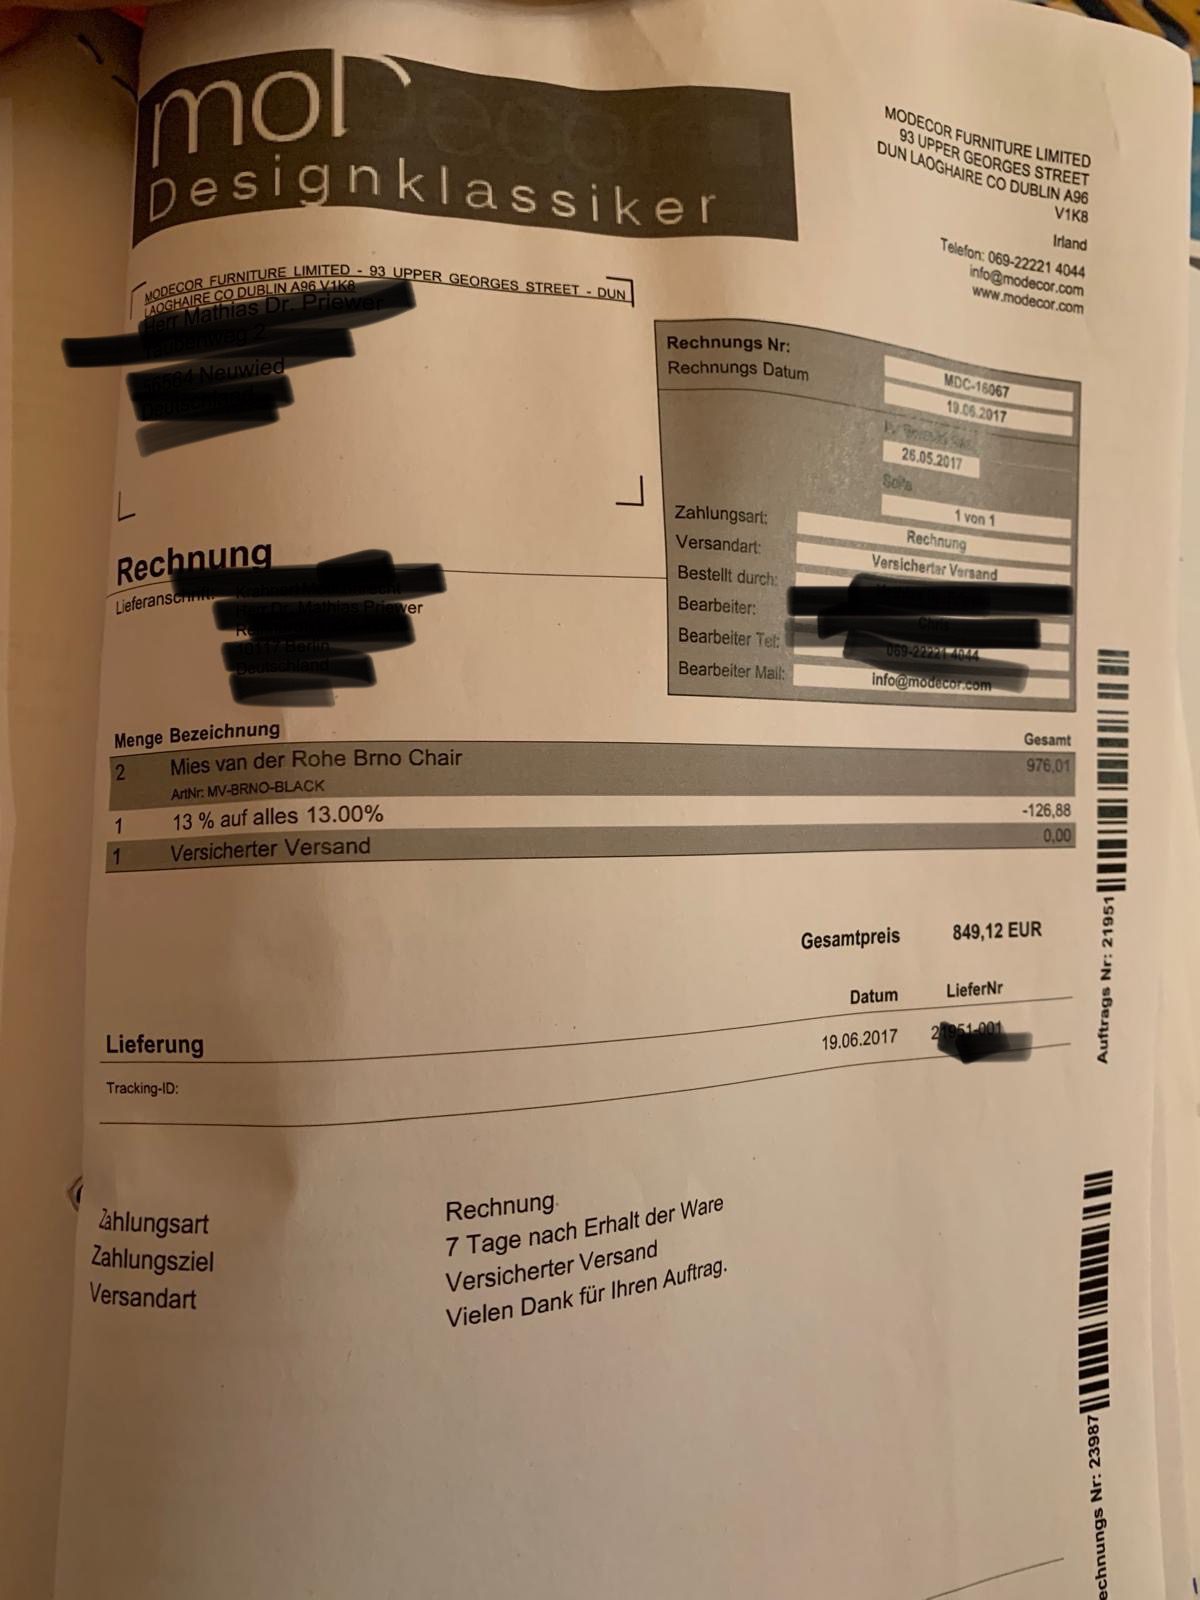 moDecor
Designklassiker
MODECOR FURNITURE LIMITED
93 UPPER GEORGES STREET
DUN LAOGHAIRE CO DUBLIN A96
V1K8
Irland
Telefon: 069-22221 4044
info@modecor.com
www.modecor.com
MODECOR FURNITURE LIMITED - 93 UPPER GEORGES STREET - DUN
LAOGHAIRE CO DUBLIN A96 V1K8
Rechnungs Nr: MDC-16067
Rechnungs Datum 19.06.2017
26.05.2017
Seite
1 von 1
Zahlungsart: Rechnung
Versandart: Versicherter Versand
Bestellt durch:
Bearbeiter:
Bearbeiter Tel:
Bearbeiter Mail: info@modecor.com
Rechnung
Lieferanschrift:
Menge Bezeichnung Gesamt
2 Mies van der Rohe Brno Chair 976,01
ArtNr: MV-BRNO-BLACK
1 13 % auf alles 13.00% -126,88
1 Versicherter Versand 0,00
Gesamtpreis 849,12 EUR
Datum LieferNr
Lieferung 19.06.2017
Tracking-ID:
Zahlungsart Rechnung
Zahlungsziel 7 Tage nach Erhalt der Ware
Versandart Versicherter Versand
Vielen Dank für Ihren Auftrag.
Auftrags Nr: 21951
echnungs Nr: 23987